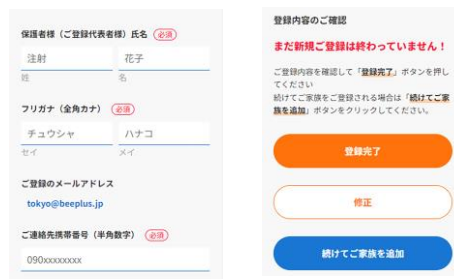 保護者様（ご登録代表者様）氏名 必須
注射 花子
姓 名
フリガナ（全角カナ） 必須
チュウシャ ハナコ
セイ メイ
ご登録のメールアドレス
tokyo@beeplus.jp
ご連絡先携帯番号（半角数字） 必須
090xxxxxxxx
登録内容のご確認
まだ新規ご登録は終わっていません！
ご登録内容を確認して「登録完了」ボタンを押し
てください
続けてご家族をご登録される場合は「続けてご家
族を追加」ボタンをクリックしてください。
登録完了
修正
続けてご家族を追加